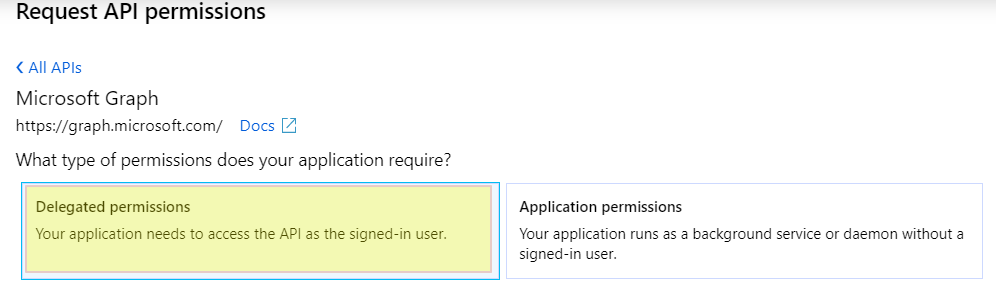 Request API permissions
All APIs
Microsoft Graph
https://graph.microsoft.com/ Docs
What type of permissions does your application require?
Delegated permissions
Your application needs to access the API as the signed-in user.
Application permissions
Your application runs as a background service or daemon without a
signed-in user.